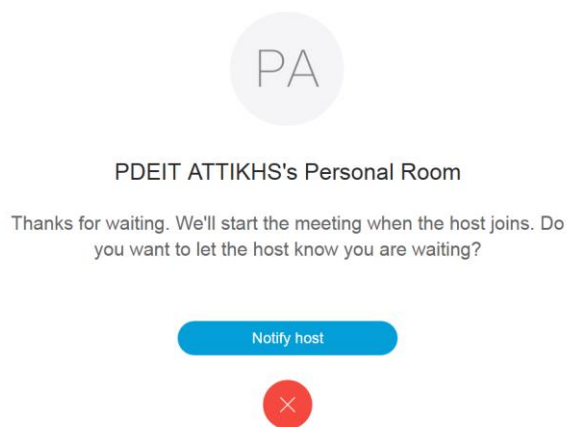 PA
PDEIT ATTIKHS's Personal Room
Thanks for waiting. We'll start the meeting when the host joins. Do
you want to let the host know you are waiting?
Notify host